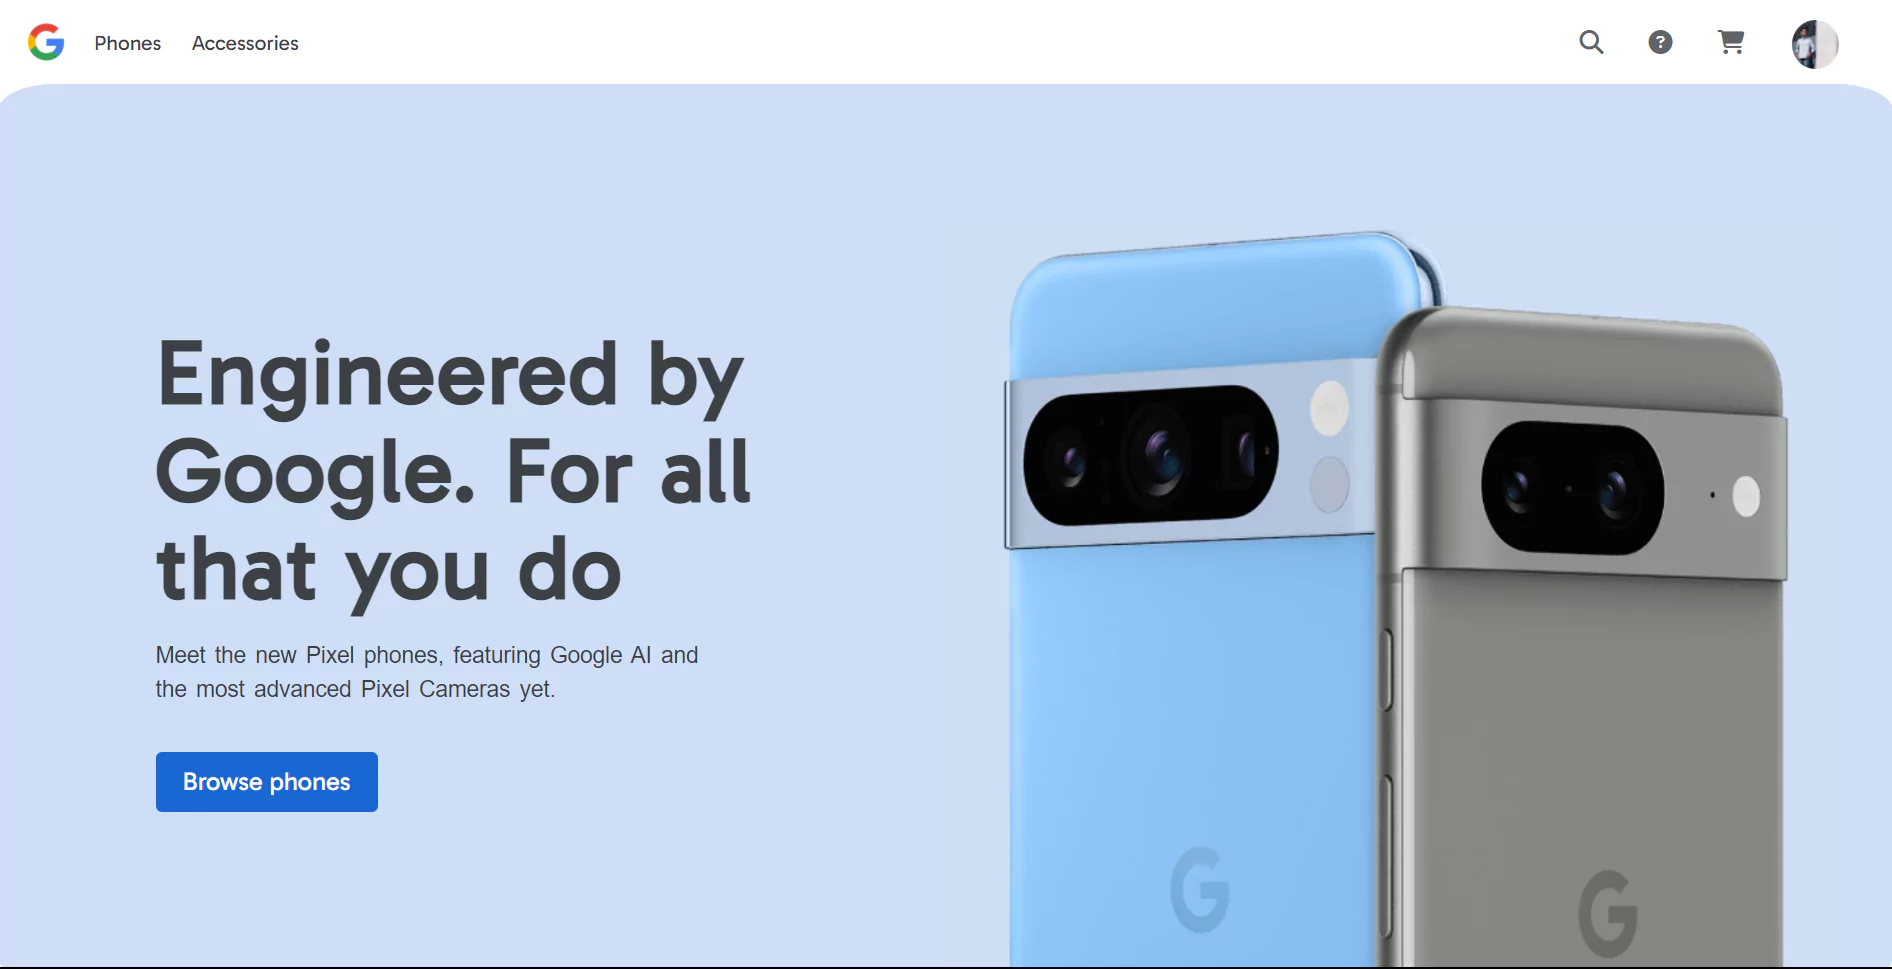 Phones Accessories
Engineered by
Google. For all
that you do
Meet the new Pixel phones, featuring Google AI and
the most advanced Pixel Cameras yet.
Browse phones